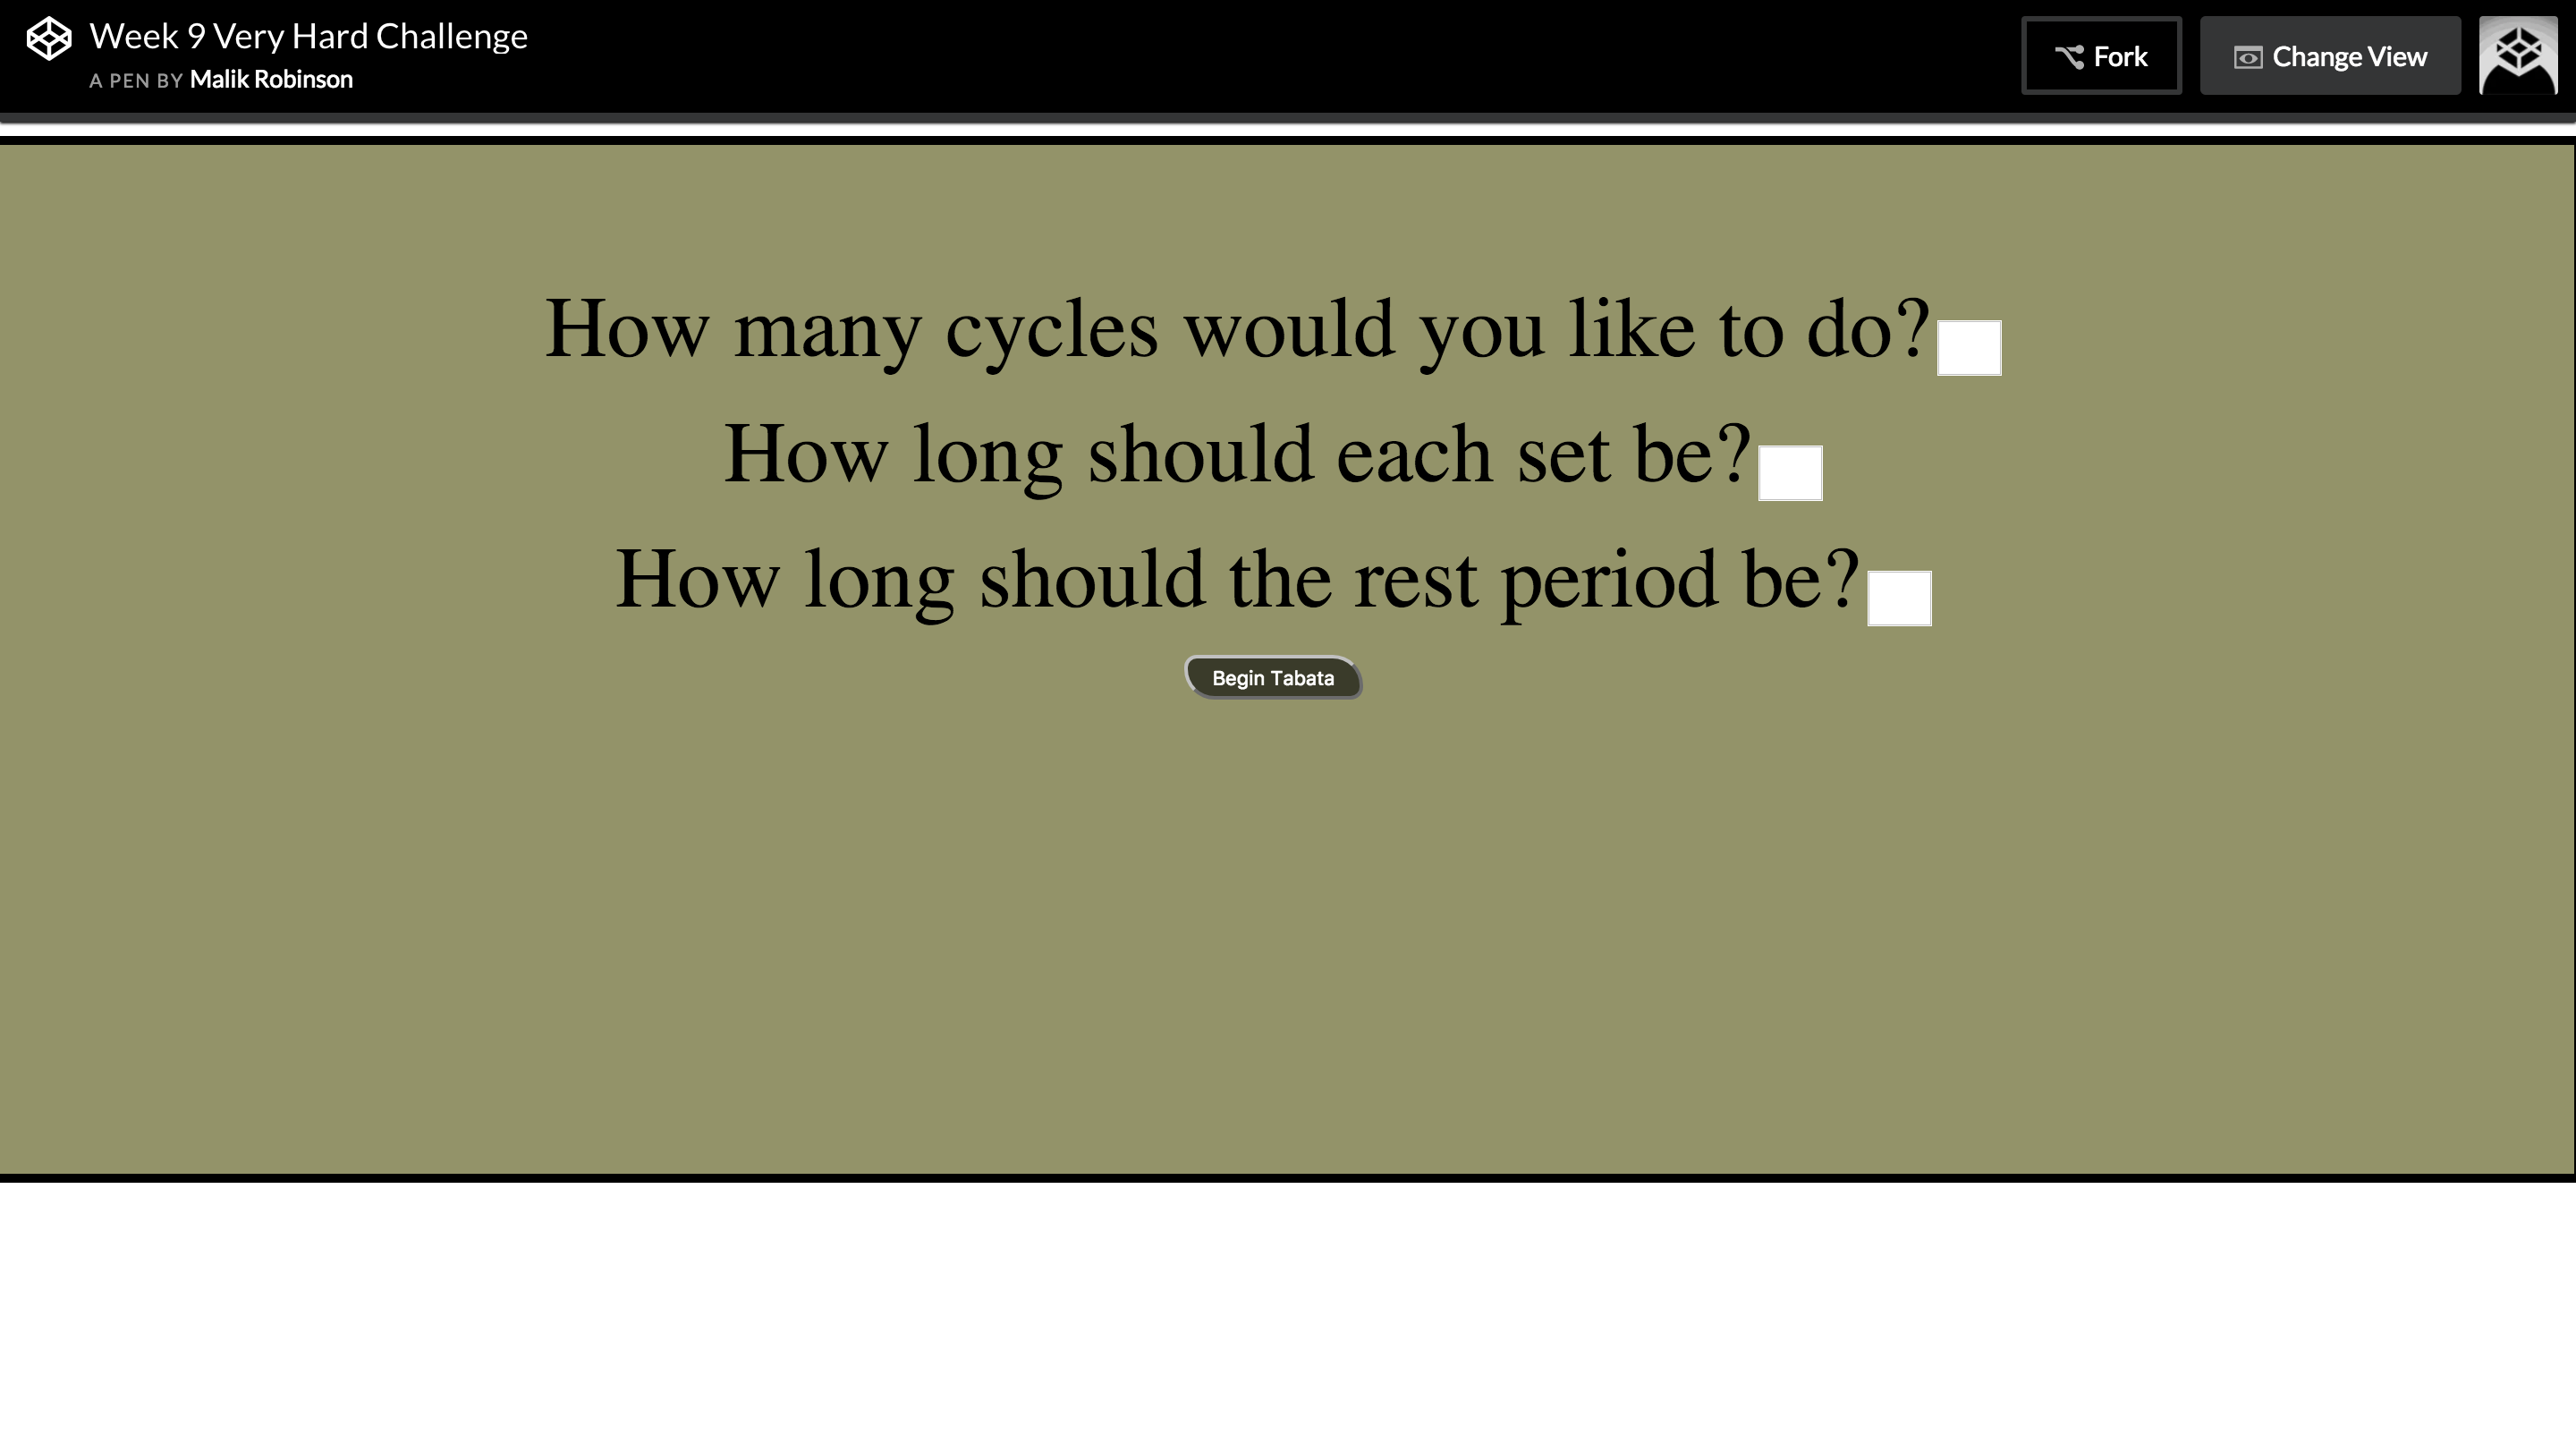 Week 9 Very Hard Challenge
A PEN BY Malik Robinson
Fork
Change View
How many cycles would you like to do?
How long should each set be?
How long should the rest period be?
Begin Tabata